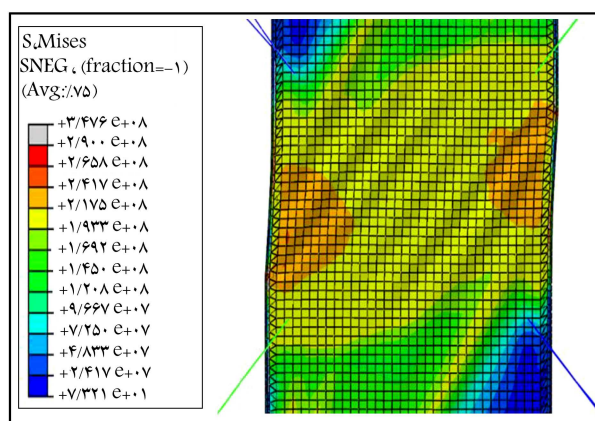 S،Mises
SNEG، (fraction=−۱)
(Avg:٪۷۵)
+۳/۴۷۶ e+۰۸
+۲/۹۰۰ e+۰۸
+۲/۶۵۸ e+۰۸
+۲/۴۱۷ e+۰۸
+۲/۱۷۵ e+۰۸
+۱/۹۳۳ e+۰۸
+۱/۶۹۲ e+۰۸
+۱/۴۵۰ e+۰۸
+۱/۲۰۸ e+۰۸
+۹/۶۶۷ e+۰۷
+۷/۲۵۰ e+۰۷
+۴/۸۳۳ e+۰۷
+۲/۴۱۷ e+۰۷
+۷/۳۲۱ e+۰۱